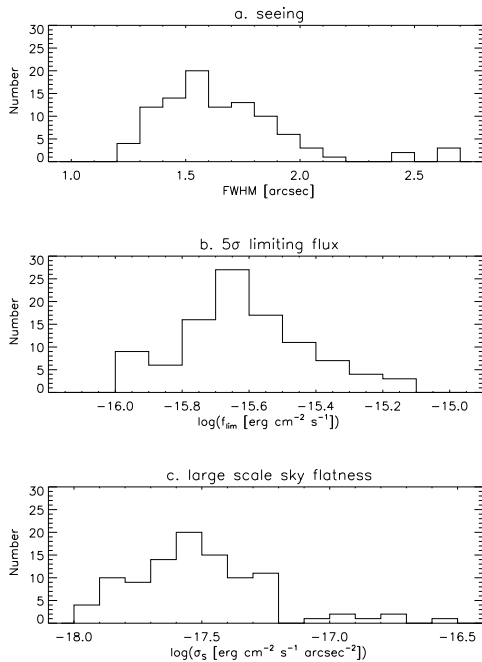 a. seeing
30
25
20
15
10
5
0
Number
1.0 1.5 2.0 2.5
FWHM [arcsec]
b. 5σ limiting flux
30
25
20
15
10
5
0
Number
−16.0 −15.8 −15.6 −15.4 −15.2 −15.0
log(f_lim [erg cm⁻² s⁻¹])
c. large scale sky flatness
30
25
20
15
10
5
0
Number
−18.0 −17.5 −17.0 −16.5
log(σ_S [erg cm⁻² s⁻¹ arcsec⁻²])